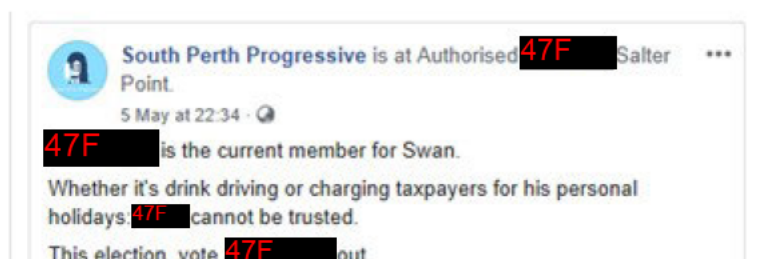 South Perth Progressive is at Authorised 47F Salter
Point.
5 May at 22:34
47F is the current member for Swan.
Whether it's drink driving or charging taxpayers for his personal
holidays, 47F cannot be trusted.
This election, vote 47F out